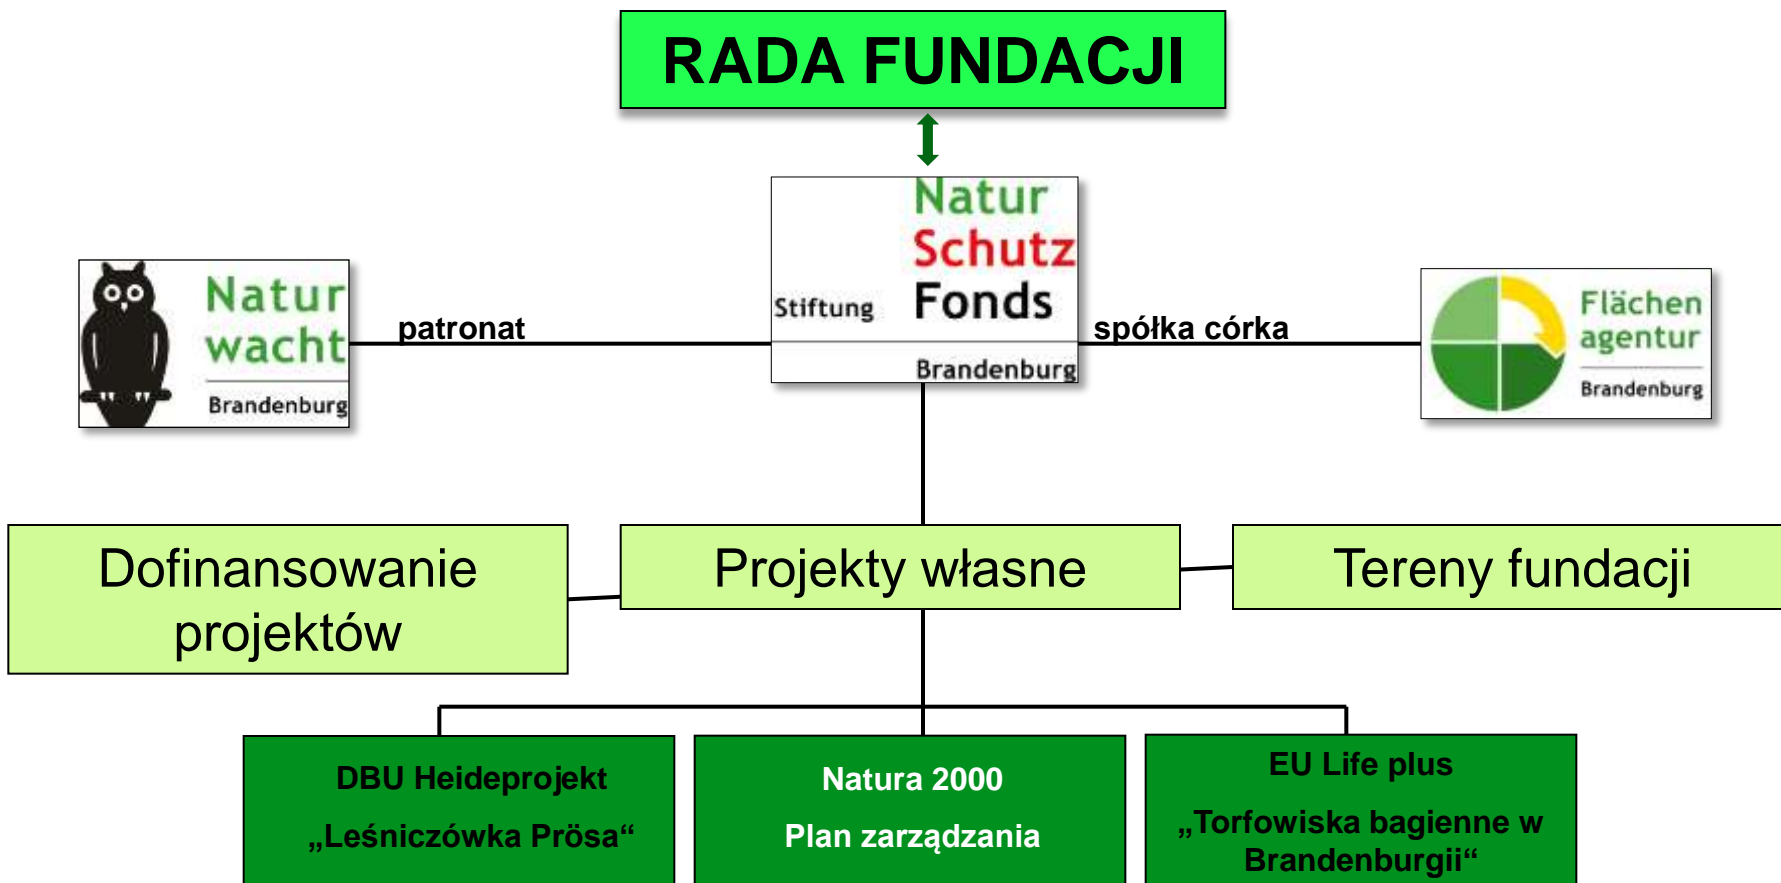 RADA FUNDACJI
Natur
Schutz
Stiftung Fonds
Brandenburg
Natur
wacht
Brandenburg
patronat
spółka córka
Flächen
agentur
Brandenburg
Dofinansowanie
projektów
Projekty własne
Tereny fundacji
DBU Heideprojekt
„Leśniczówka Prösa“
Natura 2000
Plan zarządzania
EU Life plus
„Torfowiska bagienne w
Brandenburgii“